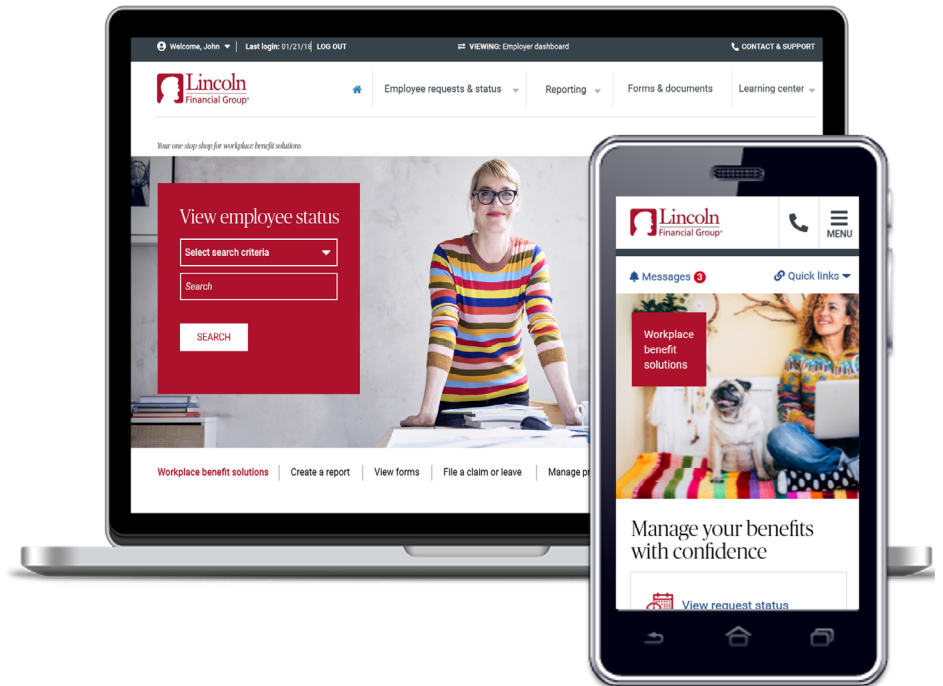 Welcome, John
Last login: 01/21/16
LOG OUT
VIEWING: Employer dashboard
CONTACT & SUPPORT
Lincoln
Financial Group®
Employee requests & status
Reporting
Forms & documents
Learning center
Your one stop shop for workplace benefit solutions
View employee status
Select search criteria
Search
SEARCH
Workplace benefit solutions
Create a report
View forms
File a claim or leave
Manage
Lincoln
Financial Group®
MENU
Messages 3
Quick links
Workplace
benefit
solutions
Manage your benefits
with confidence
View request status